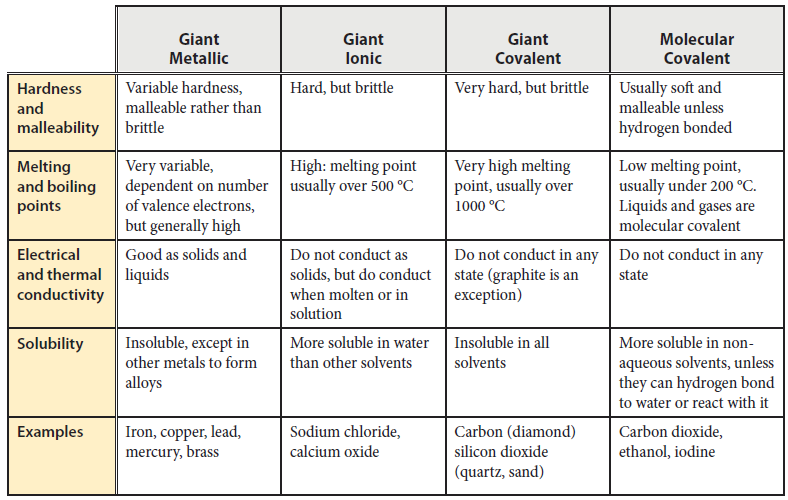 Giant
Metallic
Giant
Ionic
Giant
Covalent
Molecular
Covalent
Hardness
and
malleability
Variable hardness,
malleable rather than
brittle
Hard, but brittle
Very hard, but brittle
Usually soft and
malleable unless
hydrogen bonded
Melting
and boiling
points
Very variable,
dependent on number
of valence electrons,
but generally high
High: melting point
usually over 500 °C
Very high melting
point, usually over
1000 °C
Low melting point,
usually under 200 °C.
Liquids and gases are
molecular covalent
Electrical
and thermal
conductivity
Good as solids and
liquids
Do not conduct as
solids, but do conduct
when molten or in
solution
Do not conduct in any
state (graphite is an
exception)
Do not conduct in any
state
Solubility
Insoluble, except in
other metals to form
alloys
More soluble in water
than other solvents
Insoluble in all
solvents
More soluble in non-
aqueous solvents, unless
they can hydrogen bond
to water or react with it
Examples
Iron, copper, lead,
mercury, brass
Sodium chloride,
calcium oxide
Carbon (diamond)
silicon dioxide
(quartz, sand)
Carbon dioxide,
ethanol, iodine